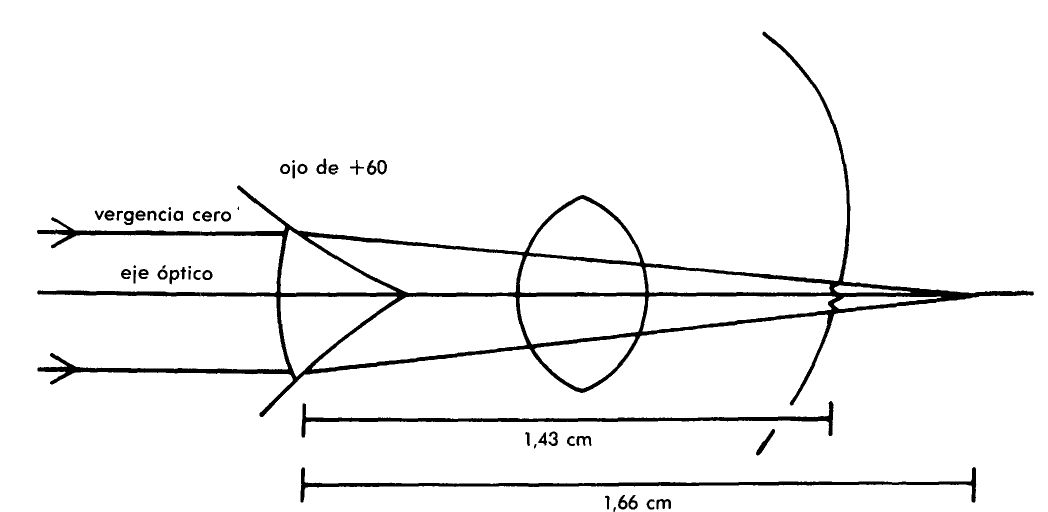 ojo de +60
vergencia cero
eje óptico
1,43 cm
1,66 cm